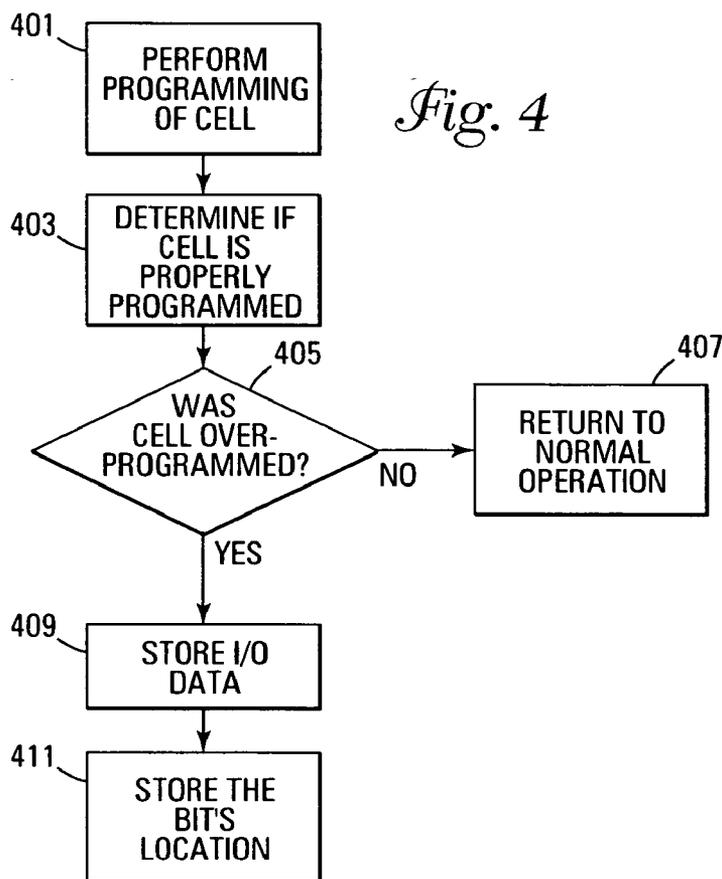 401
PERFORM
PROGRAMMING
OF CELL
Fig. 4
403
DETERMINE IF
CELL IS
PROPERLY
PROGRAMMED
405
WAS
CELL OVER-
PROGRAMMED?
NO
407
RETURN TO
NORMAL
OPERATION
YES
409
STORE I/O
DATA
411
STORE THE
BIT'S
LOCATION